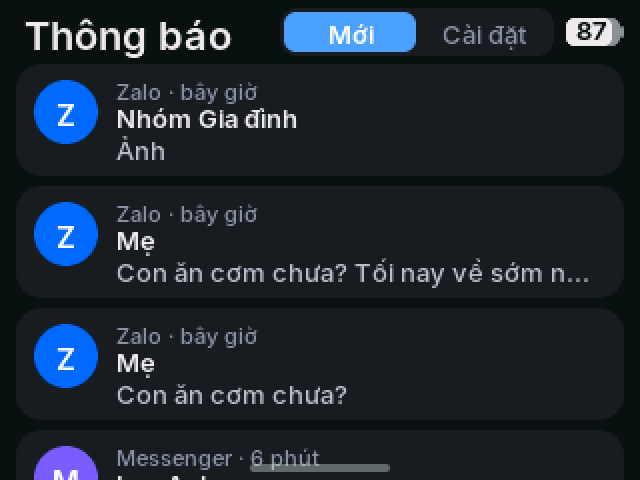 Thông báo
Mới
Cài đặt
87
Z
Zalo · bây giờ
Nhóm Gia đình
Ảnh
Z
Zalo · bây giờ
Mẹ
Con ăn cơm chưa? Tối nay về sớm n...
Z
Zalo · bây giờ
Mẹ
Con ăn cơm chưa?
M
Messenger · 6 phút